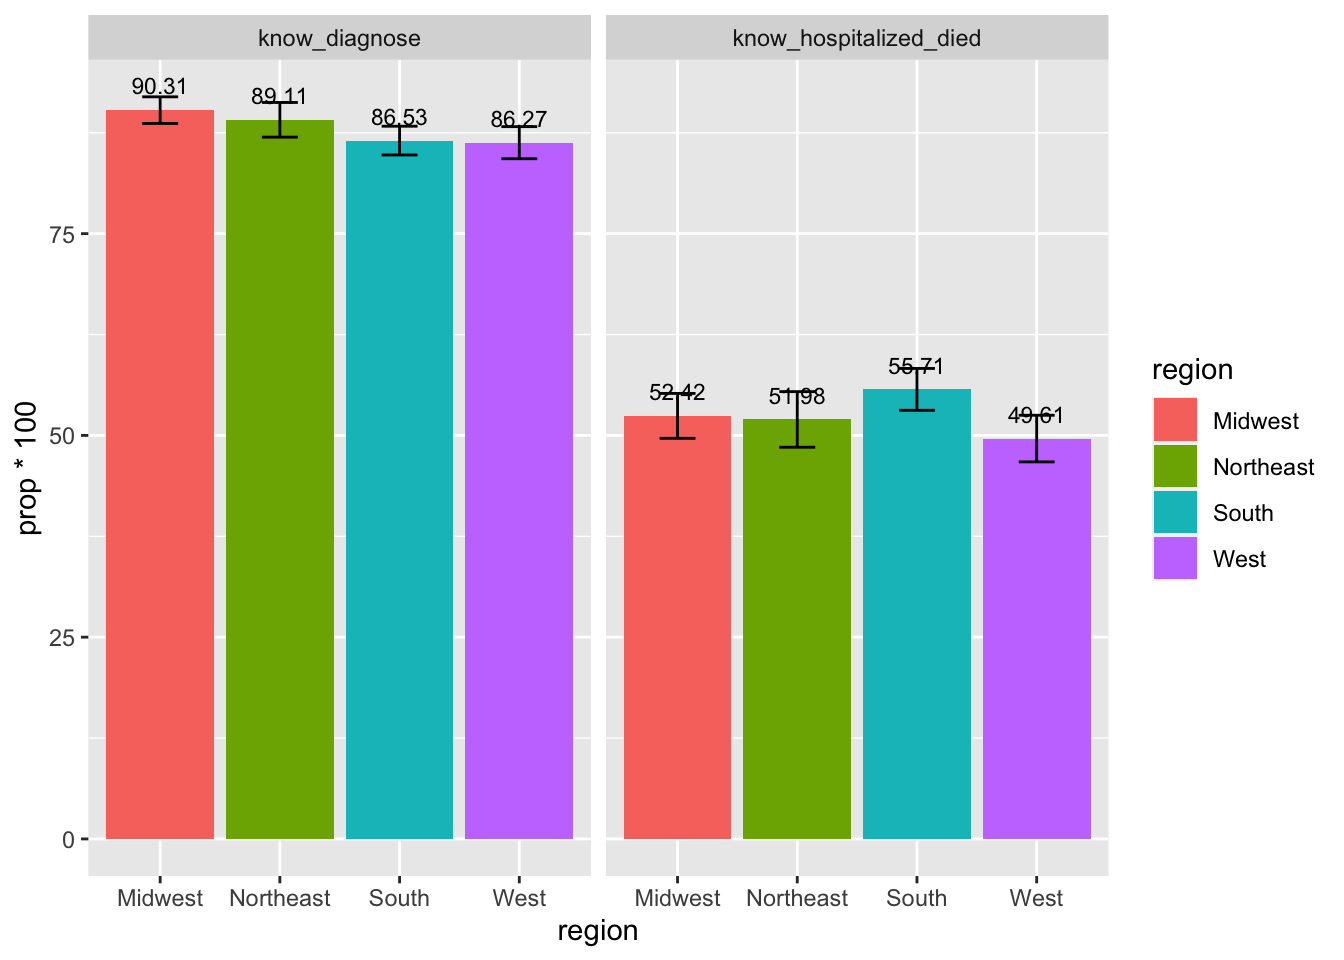 know_diagnose
know_hospitalized_died
90.31
89.11
86.53
86.27
52.42
51.98
55.71
49.61
75
50
25
0
prop * 100
Midwest Northeast South West
Midwest Northeast South West
region
region
Midwest
Northeast
South
West